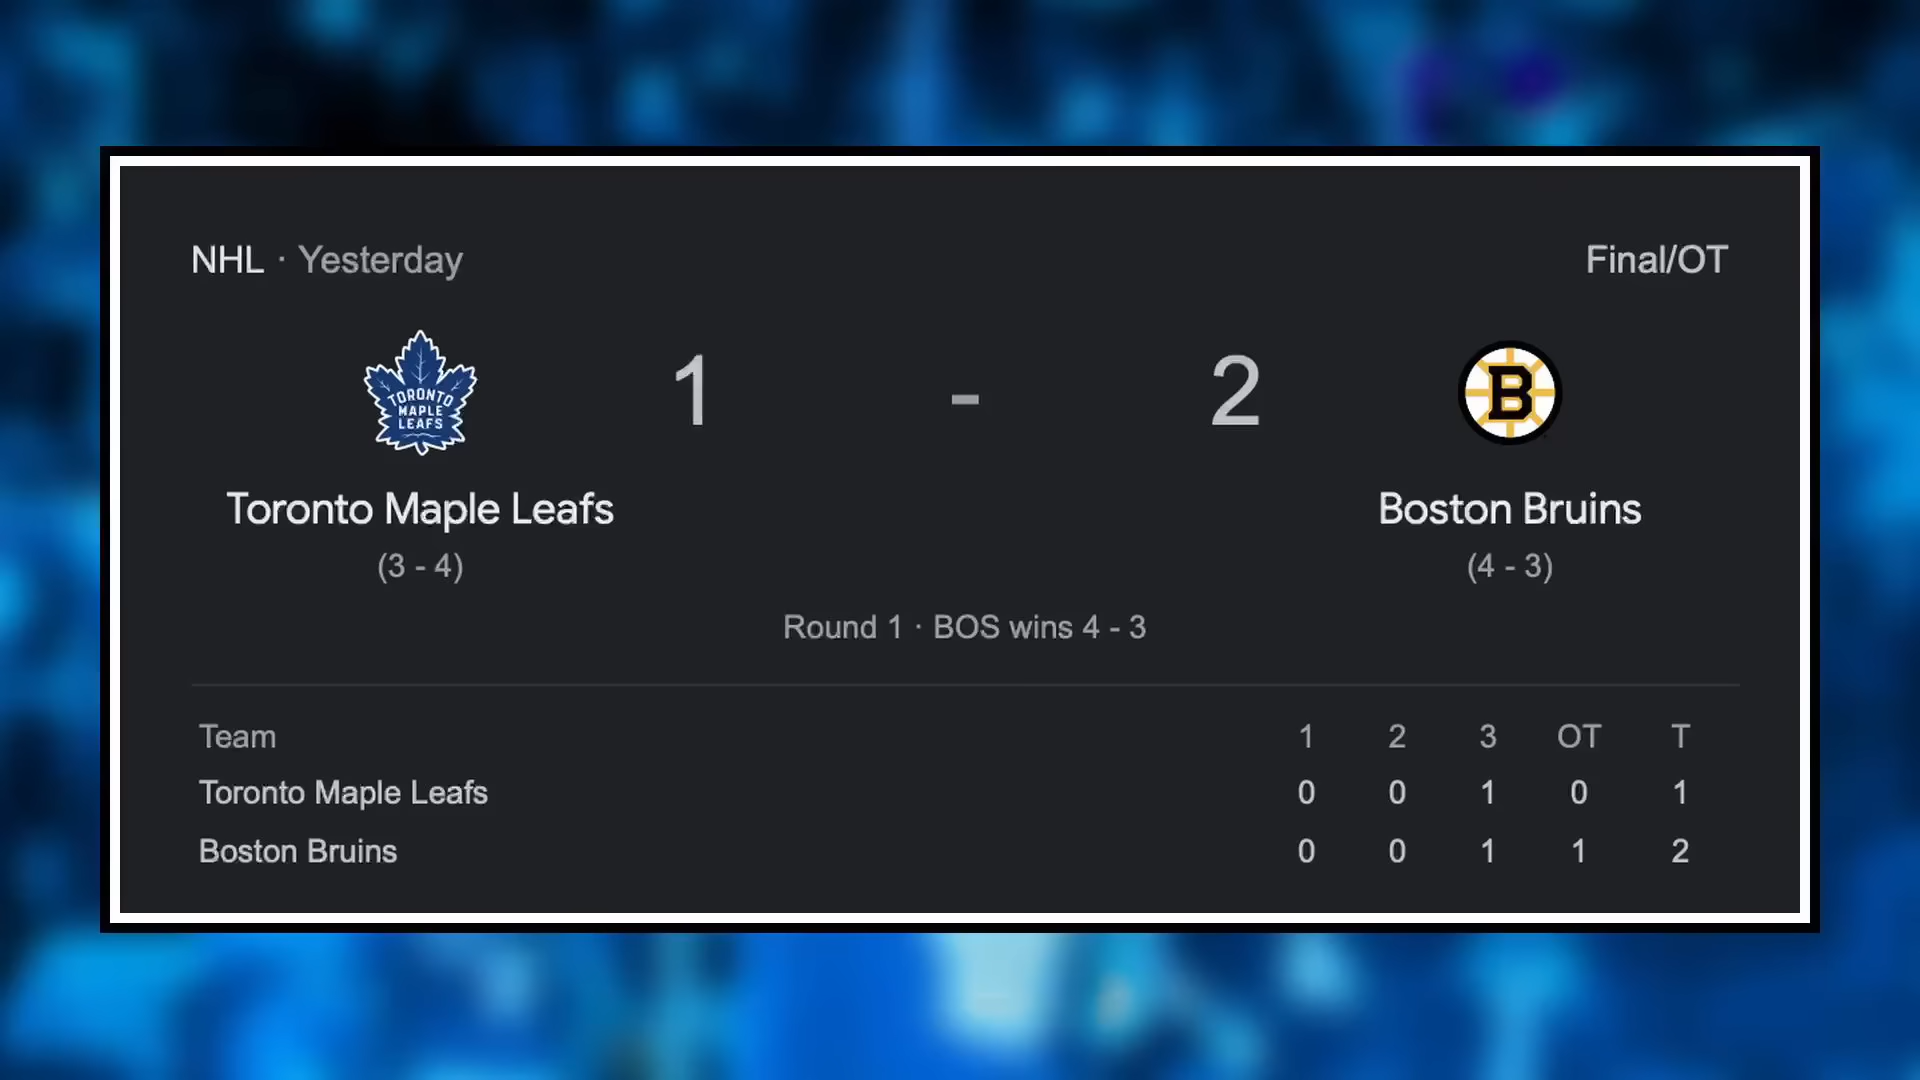 NHL · Yesterday Final/OT
TORONTO
MAPLE
LEAFS
1 - 2
B
Toronto Maple Leafs Boston Bruins
(3 - 4) (4 - 3)
Round 1 · BOS wins 4 - 3
Team 1 2 3 OT T
Toronto Maple Leafs 0 0 1 0 1
Boston Bruins 0 0 1 1 2